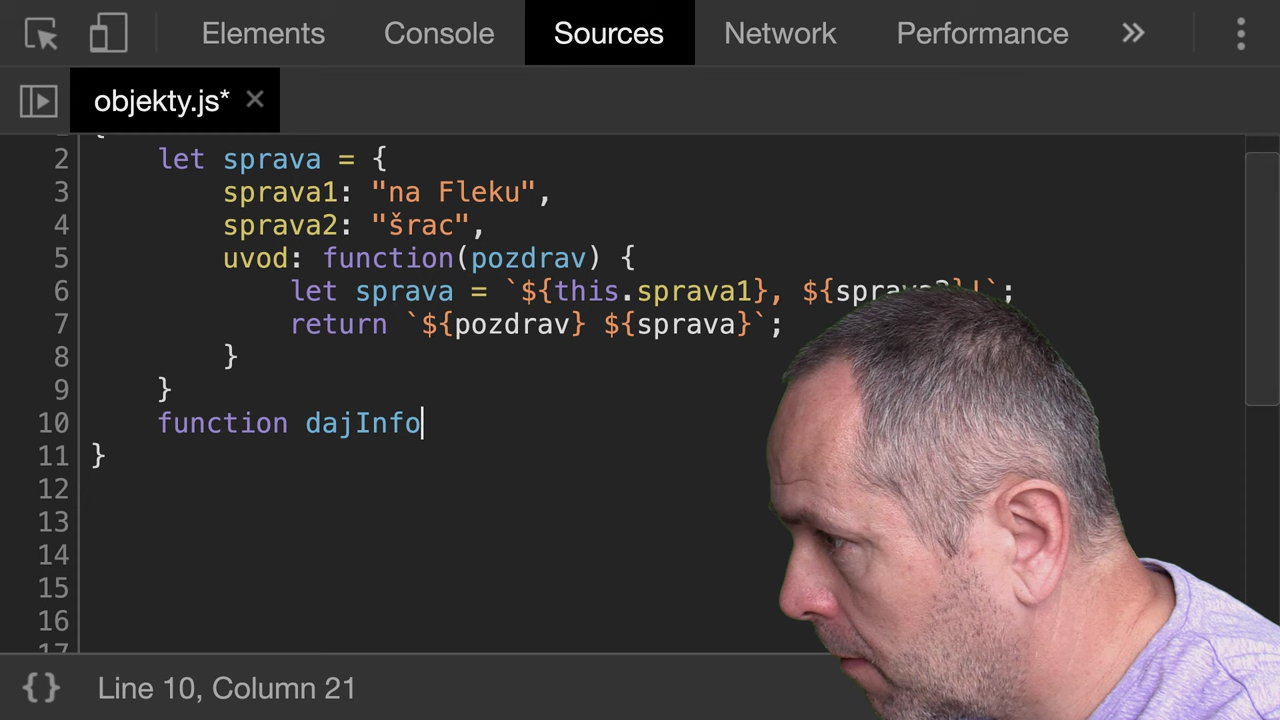 Elements Console Sources Network Performance »
objekty.js* ×
{
2 let sprava = {
3 sprava1: "na Fleku",
4 sprava2: "šrac",
5 uvod: function(pozdrav) {
6 let sprava = `${this.sprava1}, ${sprava2}!`;
7 return `${pozdrav} ${sprava}`;
8 }
9 }
10 function dajInfo
11 }
12
13
14
15
16
17
{} Line 10, Column 21